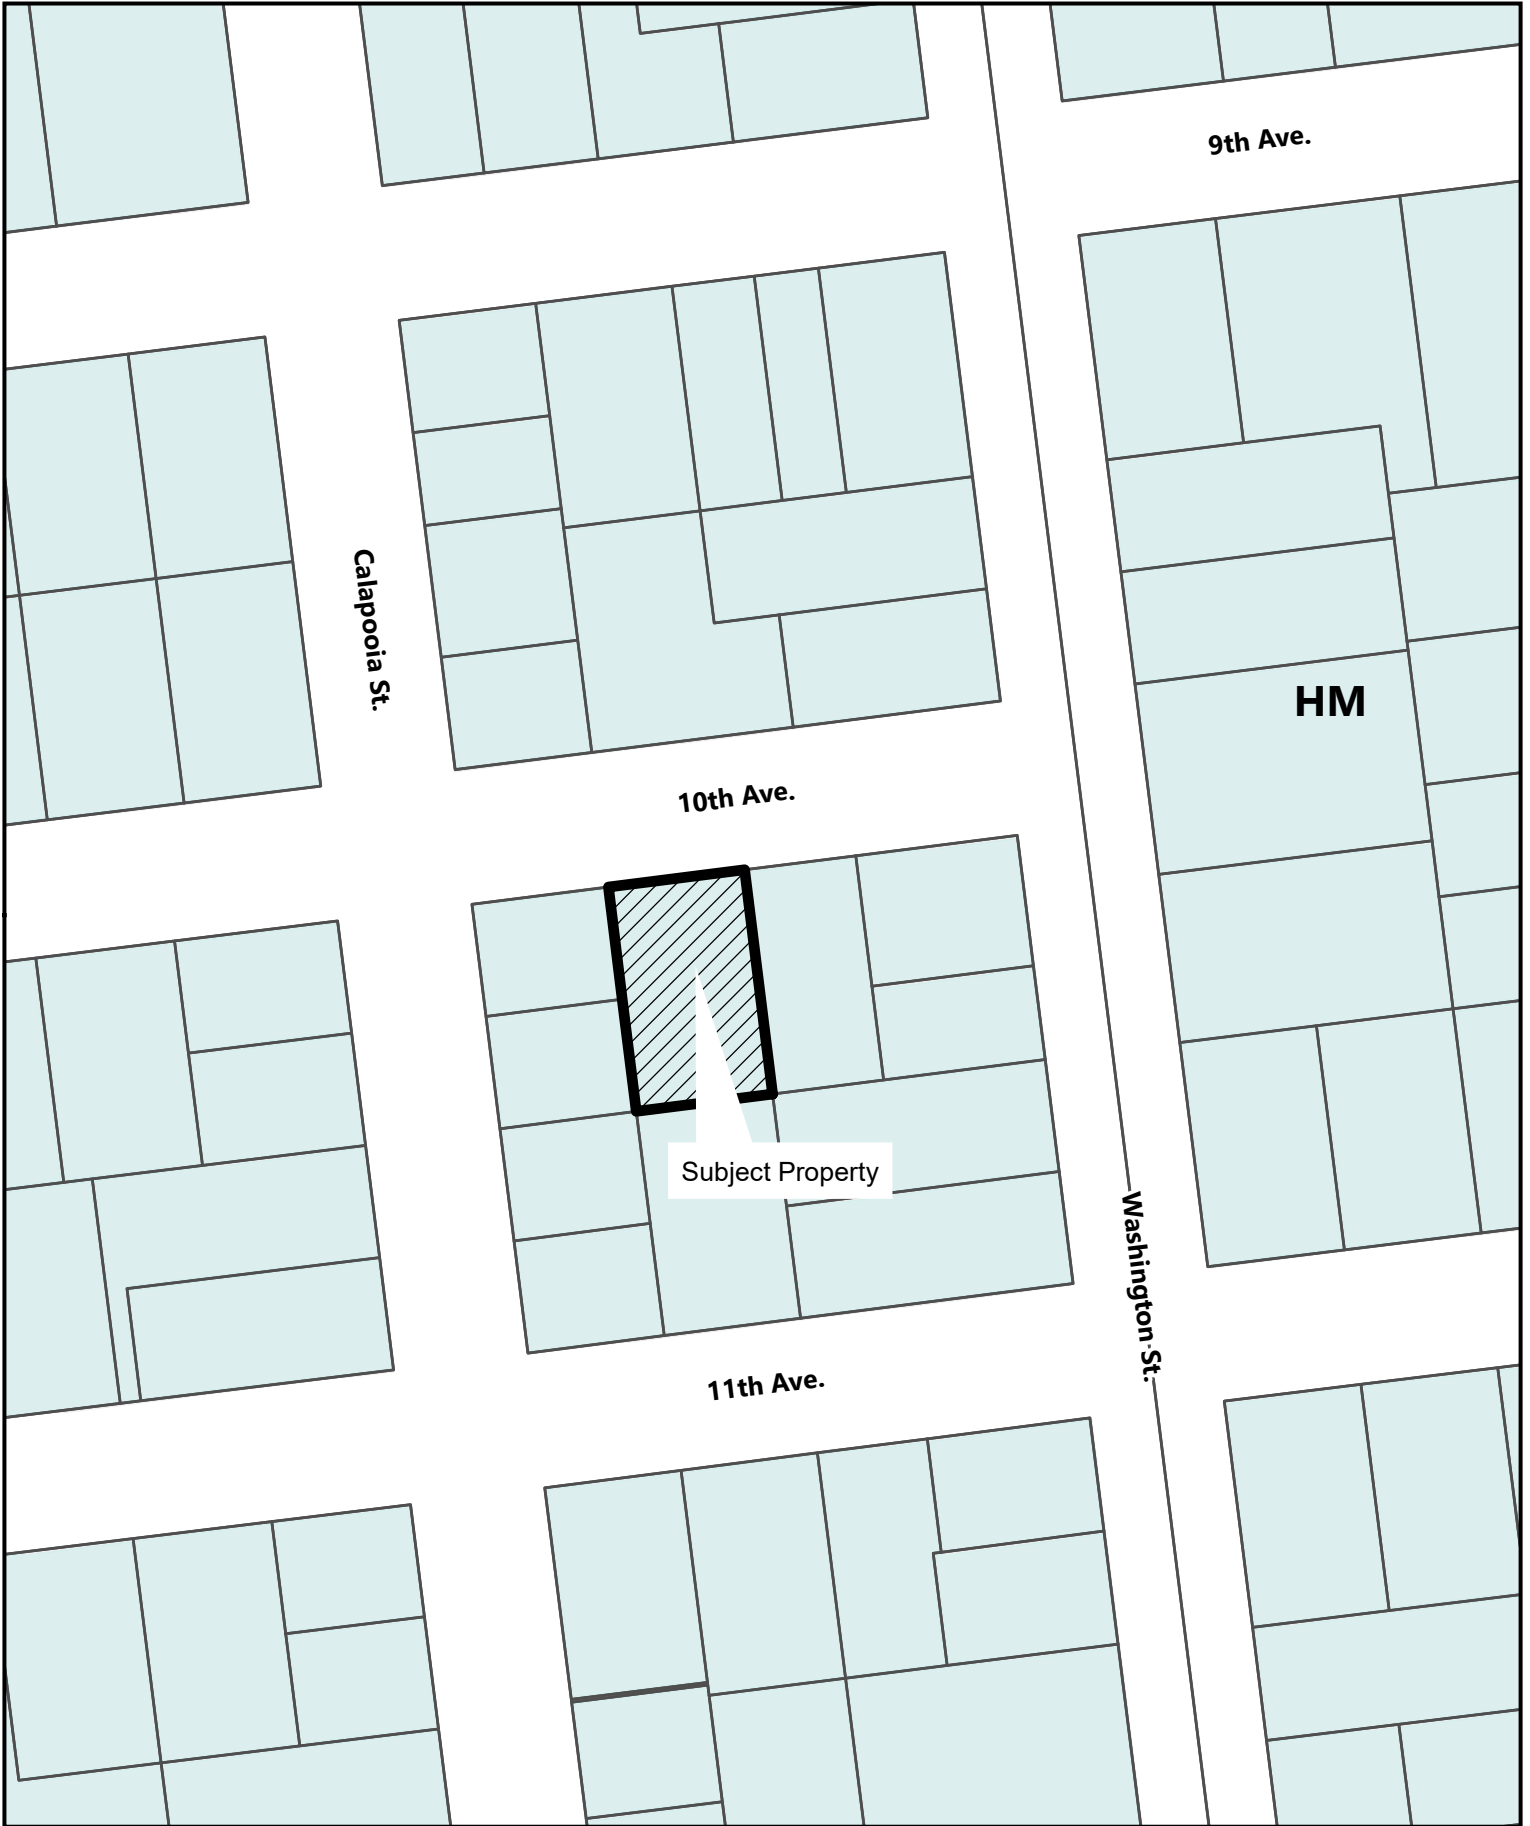 9th Ave.
Calapooia St.
HM
10th Ave.
Subject Property
Washington St.
11th Ave.